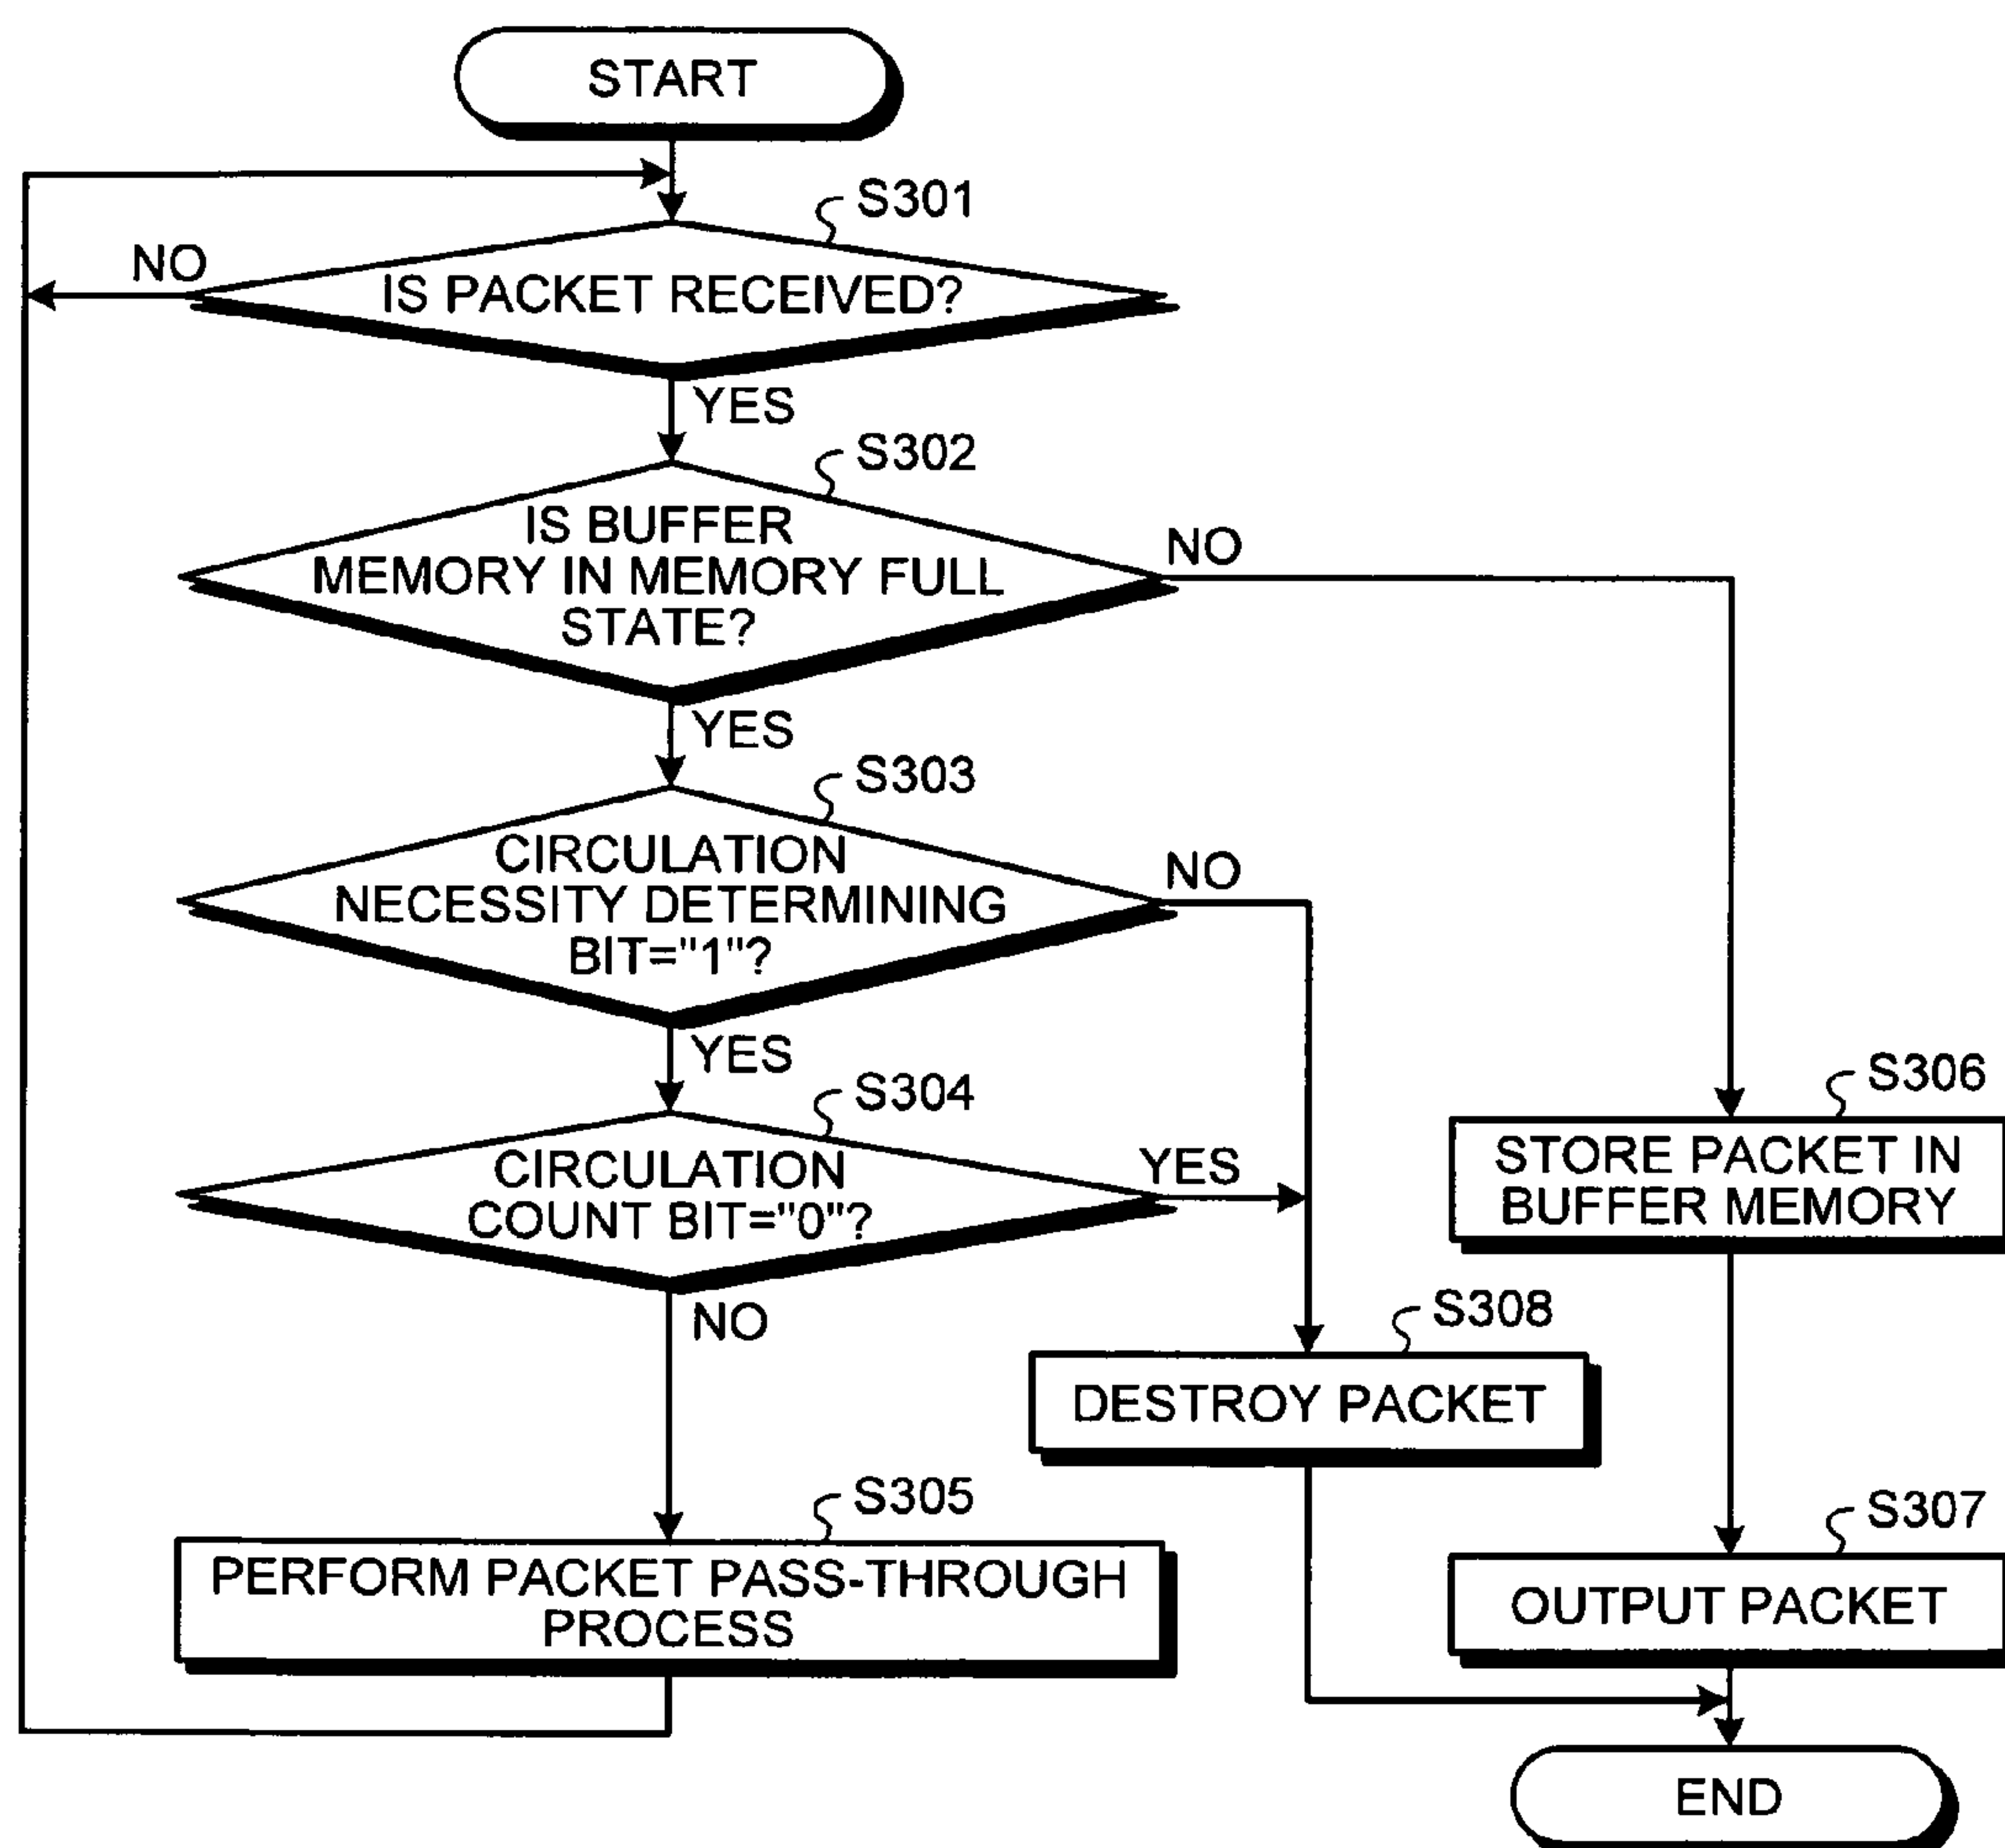 START
S301
NO
IS PACKET RECEIVED?
YES
S302
IS BUFFER
MEMORY IN MEMORY FULL
STATE?
NO
YES
S303
CIRCULATION
NECESSITY DETERMINING
BIT="1"?
NO
YES
S304
CIRCULATION
COUNT BIT="0"?
YES
NO
S306
STORE PACKET IN
BUFFER MEMORY
S308
DESTROY PACKET
S305
PERFORM PACKET PASS-THROUGH
PROCESS
S307
OUTPUT PACKET
END